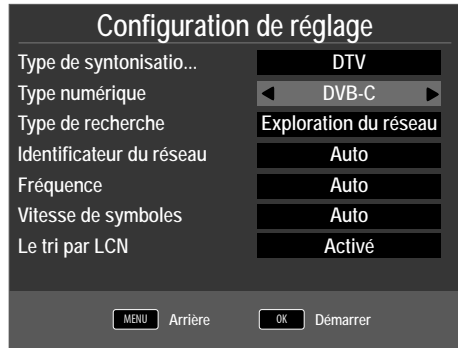 Configuration de réglage
Type de syntonisatio... DTV
Type numérique DVB-C
Type de recherche Exploration du réseau
Identificateur du réseau Auto
Fréquence Auto
Vitesse de symboles Auto
Le tri par LCN Activé
MENU Arrière OK Démarrer